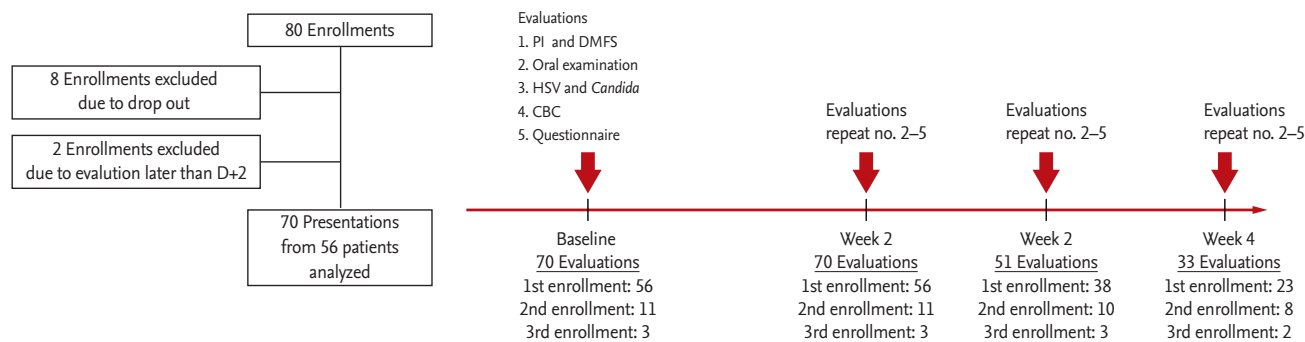 80 Enrollments
8 Enrollments excluded
due to drop out
2 Enrollments excluded
due to evalution later than D+2
70 Presentations
from 56 patients
analyzed
Evaluations
1. PI and DMFS
2. Oral examination
3. HSV and Candida
4. CBC
5. Questionnaire
Evaluations
repeat no. 2–5
Evaluations
repeat no. 2–5
Evaluations
repeat no. 2–5
Baseline
70 Evaluations
1st enrollment: 56
2nd enrollment: 11
3rd enrollment: 3
Week 2
70 Evaluations
1st enrollment: 56
2nd enrollment: 11
3rd enrollment: 3
Week 2
51 Evaluations
1st enrollment: 38
2nd enrollment: 10
3rd enrollment: 3
Week 4
33 Evaluations
1st enrollment: 23
2nd enrollment: 8
3rd enrollment: 2